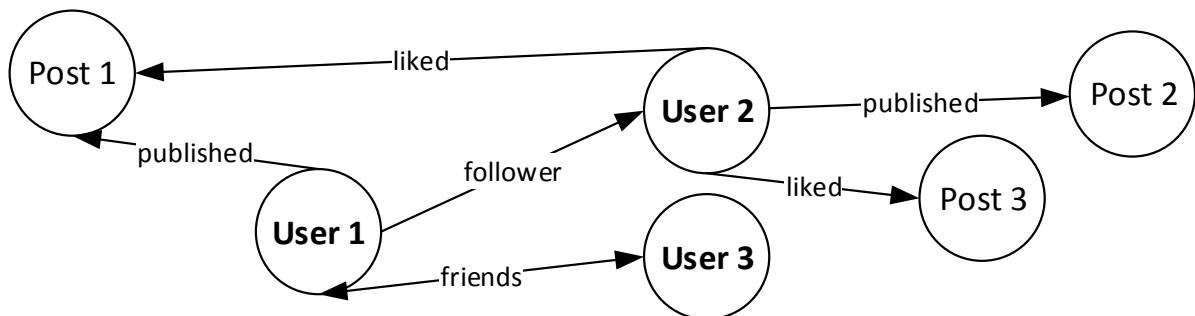 Post 1
liked
User 2
published
Post 2
published
follower
liked
Post 3
User 1
friends
User 3